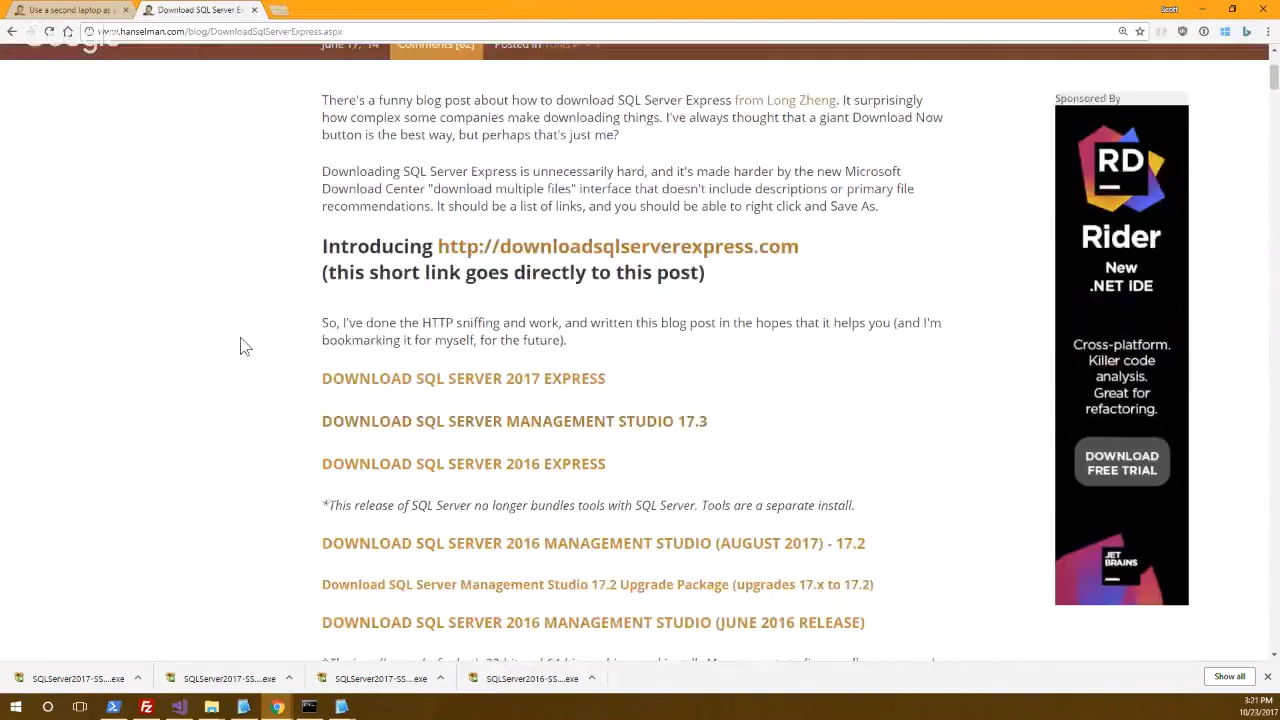 Use a second laptop as
Download SQL Server Ex
Scott
www.hanselman.com/blog/DownloadSqlServerExpress.aspx
Google
June 17, '14
Comments [62]
Posted in
There's a funny blog post about how to download SQL Server Express from Long Zheng. It surprisingly
how complex some companies make downloading things. I've always thought that a giant Download Now
button is the best way, but perhaps that's just me?
Downloading SQL Server Express is unnecessarily hard, and it's made harder by the new Microsoft
Download Center "download multiple files" interface that doesn't include descriptions or primary file
recommendations. It should be a list of links, and you should be able to right click and Save As.
Introducing http://downloadsqlserverexpress.com
(this short link goes directly to this post)
So, I've done the HTTP sniffing and work, and written this blog post in the hopes that it helps you (and I'm
bookmarking it for myself, for the future).
DOWNLOAD SQL SERVER 2017 EXPRESS
DOWNLOAD SQL SERVER MANAGEMENT STUDIO 17.3
DOWNLOAD SQL SERVER 2016 EXPRESS
*This release of SQL Server no longer bundles tools with SQL Server. Tools are a separate install.
DOWNLOAD SQL SERVER 2016 MANAGEMENT STUDIO (AUGUST 2017) - 17.2
Download SQL Server Management Studio 17.2 Upgrade Package (upgrades 17.x to 17.2)
DOWNLOAD SQL SERVER 2016 MANAGEMENT STUDIO (JUNE 2016 RELEASE)
Sponsored By
RD
Rider
New
.NET IDE
Cross-platform.
Killer code
analysis.
Great for
refactoring.
DOWNLOAD
FREE TRIAL
JET
BRAINS
SQLServer2017-SS....exe
SQLServer2017-SS....exe
SQLServer2017-SS....exe
SQLServer2016-SS....exe
Show all
3:21 PM
10/23/2017